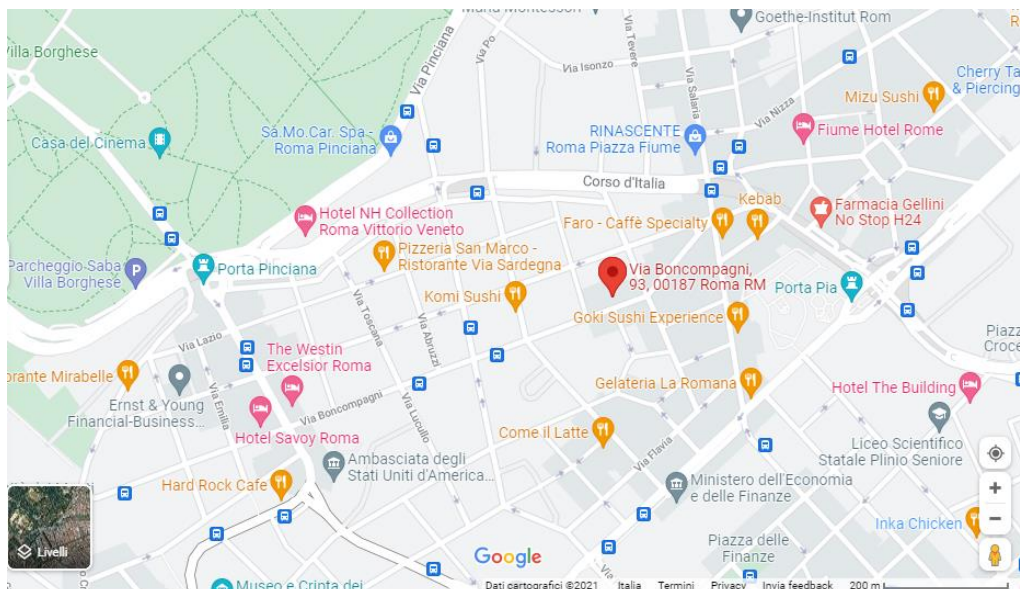 Maria Montessori
Goethe-Institut Rom
Villa Borghese
Via Pinciana
Via Po
Via Isonzo
Via Tevere
Via Salaria
Via Nizza
Cherry Ta
& Piercing
Mizu Sushi
Casa del Cinema
Sa.Mo.Car. Spa -
Roma Pinciana
RINASCENTE
Roma Piazza Fiume
Fiume Hotel Rome
Corso d'Italia
Kebab
Farmacia Gellini
No Stop H24
Hotel NH Collection
Roma Vittorio Veneto
Faro - Caffè Specialty
Pizzeria San Marco -
Ristorante Via Sardegna
Parcheggio Saba
Villa Borghese
P
Porta Pinciana
Via Boncompagni,
93, 00187 Roma RM
Porta Pia
Komi Sushi
Goki Sushi Experience
Via Toscana
Via Abruzzi
Piazz
Croce
Via Lazio
The Westin
Excelsior Roma
orante Mirabelle
Ernst & Young
Financial-Business...
Via Emilia
Via Boncompagni
Via Lucullo
Hotel Savoy Roma
Gelateria La Romana
Hotel The Building
Come il Latte
Via Flavia
Liceo Scientifico
Statale Plinio Seniore
Ambasciata degli
Stati Uniti d'America...
Hard Rock Cafe
Ministero dell'Economia
e delle Finanze
Inka Chicken
Piazza delle
Finanze
Livelli
Google
Museo e Cripta dei
Dati cartografici ©2021 Italia Termini Privacy Invia feedback 200 m